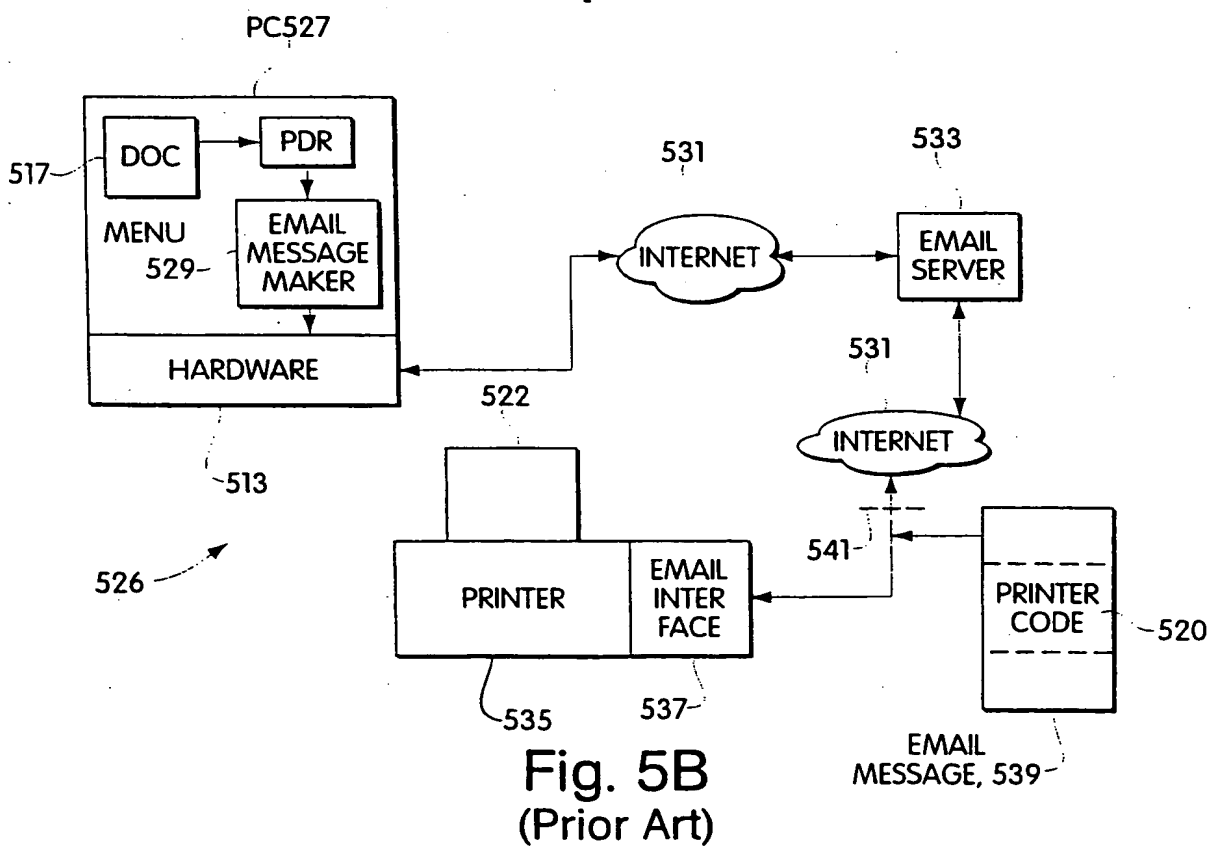 PC527
DOC
PDR
517
MENU
EMAIL
MESSAGE
MAKER
529
HARDWARE
513
531
INTERNET
533
EMAIL
SERVER
531
INTERNET
522
526
PRINTER
EMAIL
INTER
FACE
541
PRINTER
CODE
520
535
537
EMAIL
MESSAGE, 539
Fig. 5B
(Prior Art)